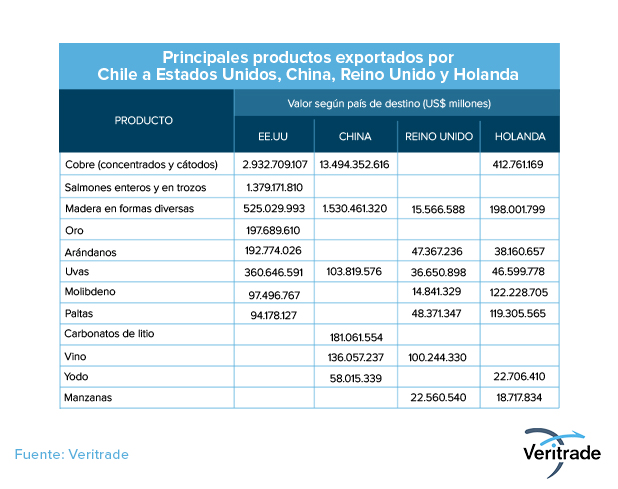 Principales productos exportados por
Chile a Estados Unidos, China, Reino Unido y Holanda
PRODUCTO
Valor según país de destino (US$ millones)
EE.UU CHINA REINO UNIDO HOLANDA
Cobre (concentrados y cátodos) 2.932.709.107 13.494.352.616 412.761.169
Salmones enteros y en trozos 1.379.171.810
Madera en formas diversas 525.029.993 1.530.461.320 15.566.588 198.001.799
Oro 197.689.610
Arándanos 192.774.026 47.367.236 38.160.657
Uvas 360.646.591 103.819.576 36.650.898 46.599.778
Molibdeno 97.496.767 14.841.329 122.228.705
Paltas 94.178.127 48.371.347 119.305.565
Carbonatos de litio 181.061.554
Vino 136.057.237 100.244.330
Yodo 58.015.339 22.706.410
Manzanas 22.560.540 18.717.834
Fuente: Veritrade
Veritrade